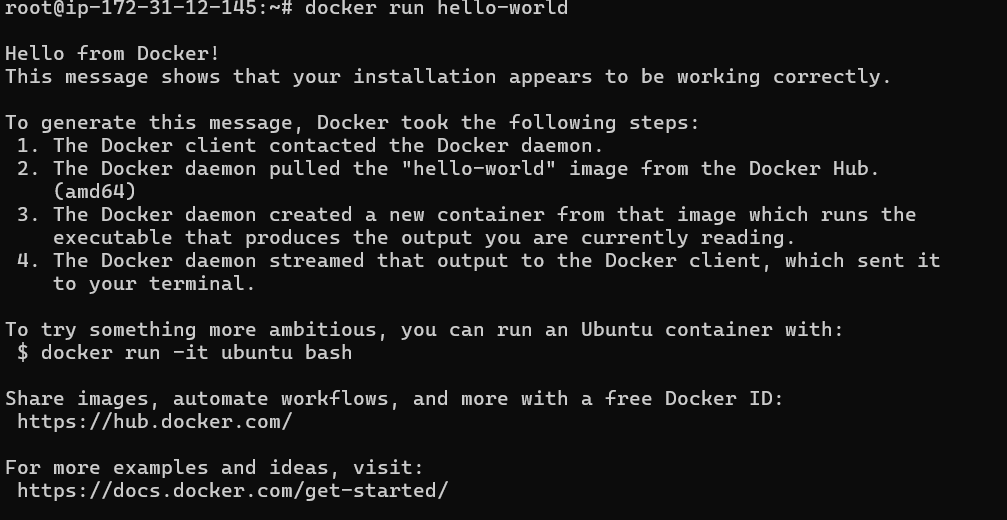 root@ip-172-31-12-145:~# docker run hello-world
Hello from Docker!
This message shows that your installation appears to be working correctly.
To generate this message, Docker took the following steps:
 1. The Docker client contacted the Docker daemon.
 2. The Docker daemon pulled the "hello-world" image from the Docker Hub.
    (amd64)
 3. The Docker daemon created a new container from that image which runs the
    executable that produces the output you are currently reading.
 4. The Docker daemon streamed that output to the Docker client, which sent it
    to your terminal.
To try something more ambitious, you can run an Ubuntu container with:
 $ docker run -it ubuntu bash
Share images, automate workflows, and more with a free Docker ID:
 https://hub.docker.com/
For more examples and ideas, visit:
 https://docs.docker.com/get-started/